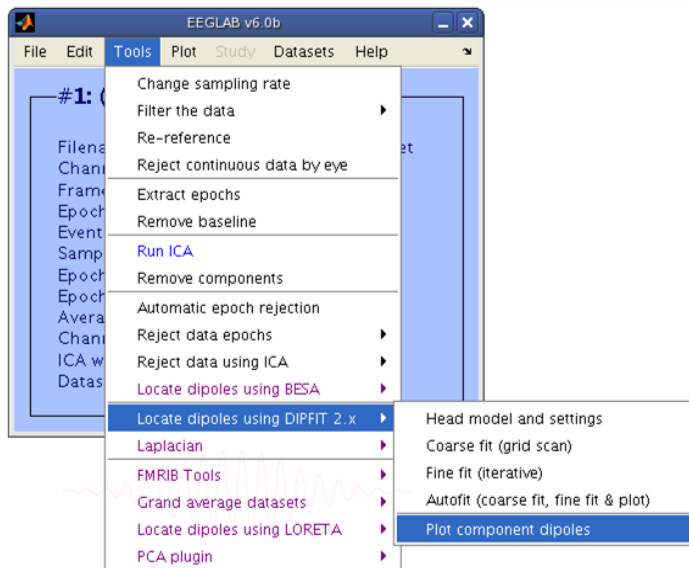 EEGLAB v6.0b
File Edit Tools Plot Study Datasets Help
#1: (
Filena
et
Chann
Frame
Epoch
Event
Samp
Epoch
Epoch
Avera
Chann
ICA w
Datas
Change sampling rate
Filter the data
Re-reference
Reject continuous data by eye
Extract epochs
Remove baseline
Run ICA
Remove components
Automatic epoch rejection
Reject data epochs
Reject data using ICA
Locate dipoles using BESA
Locate dipoles using DIPFIT 2.x
Laplacian
FMRIB Tools
Grand average datasets
Locate dipoles using LORETA
PCA plugin
Head model and settings
Coarse fit (grid scan)
Fine fit (iterative)
Autofit (coarse fit, fine fit & plot)
Plot component dipoles